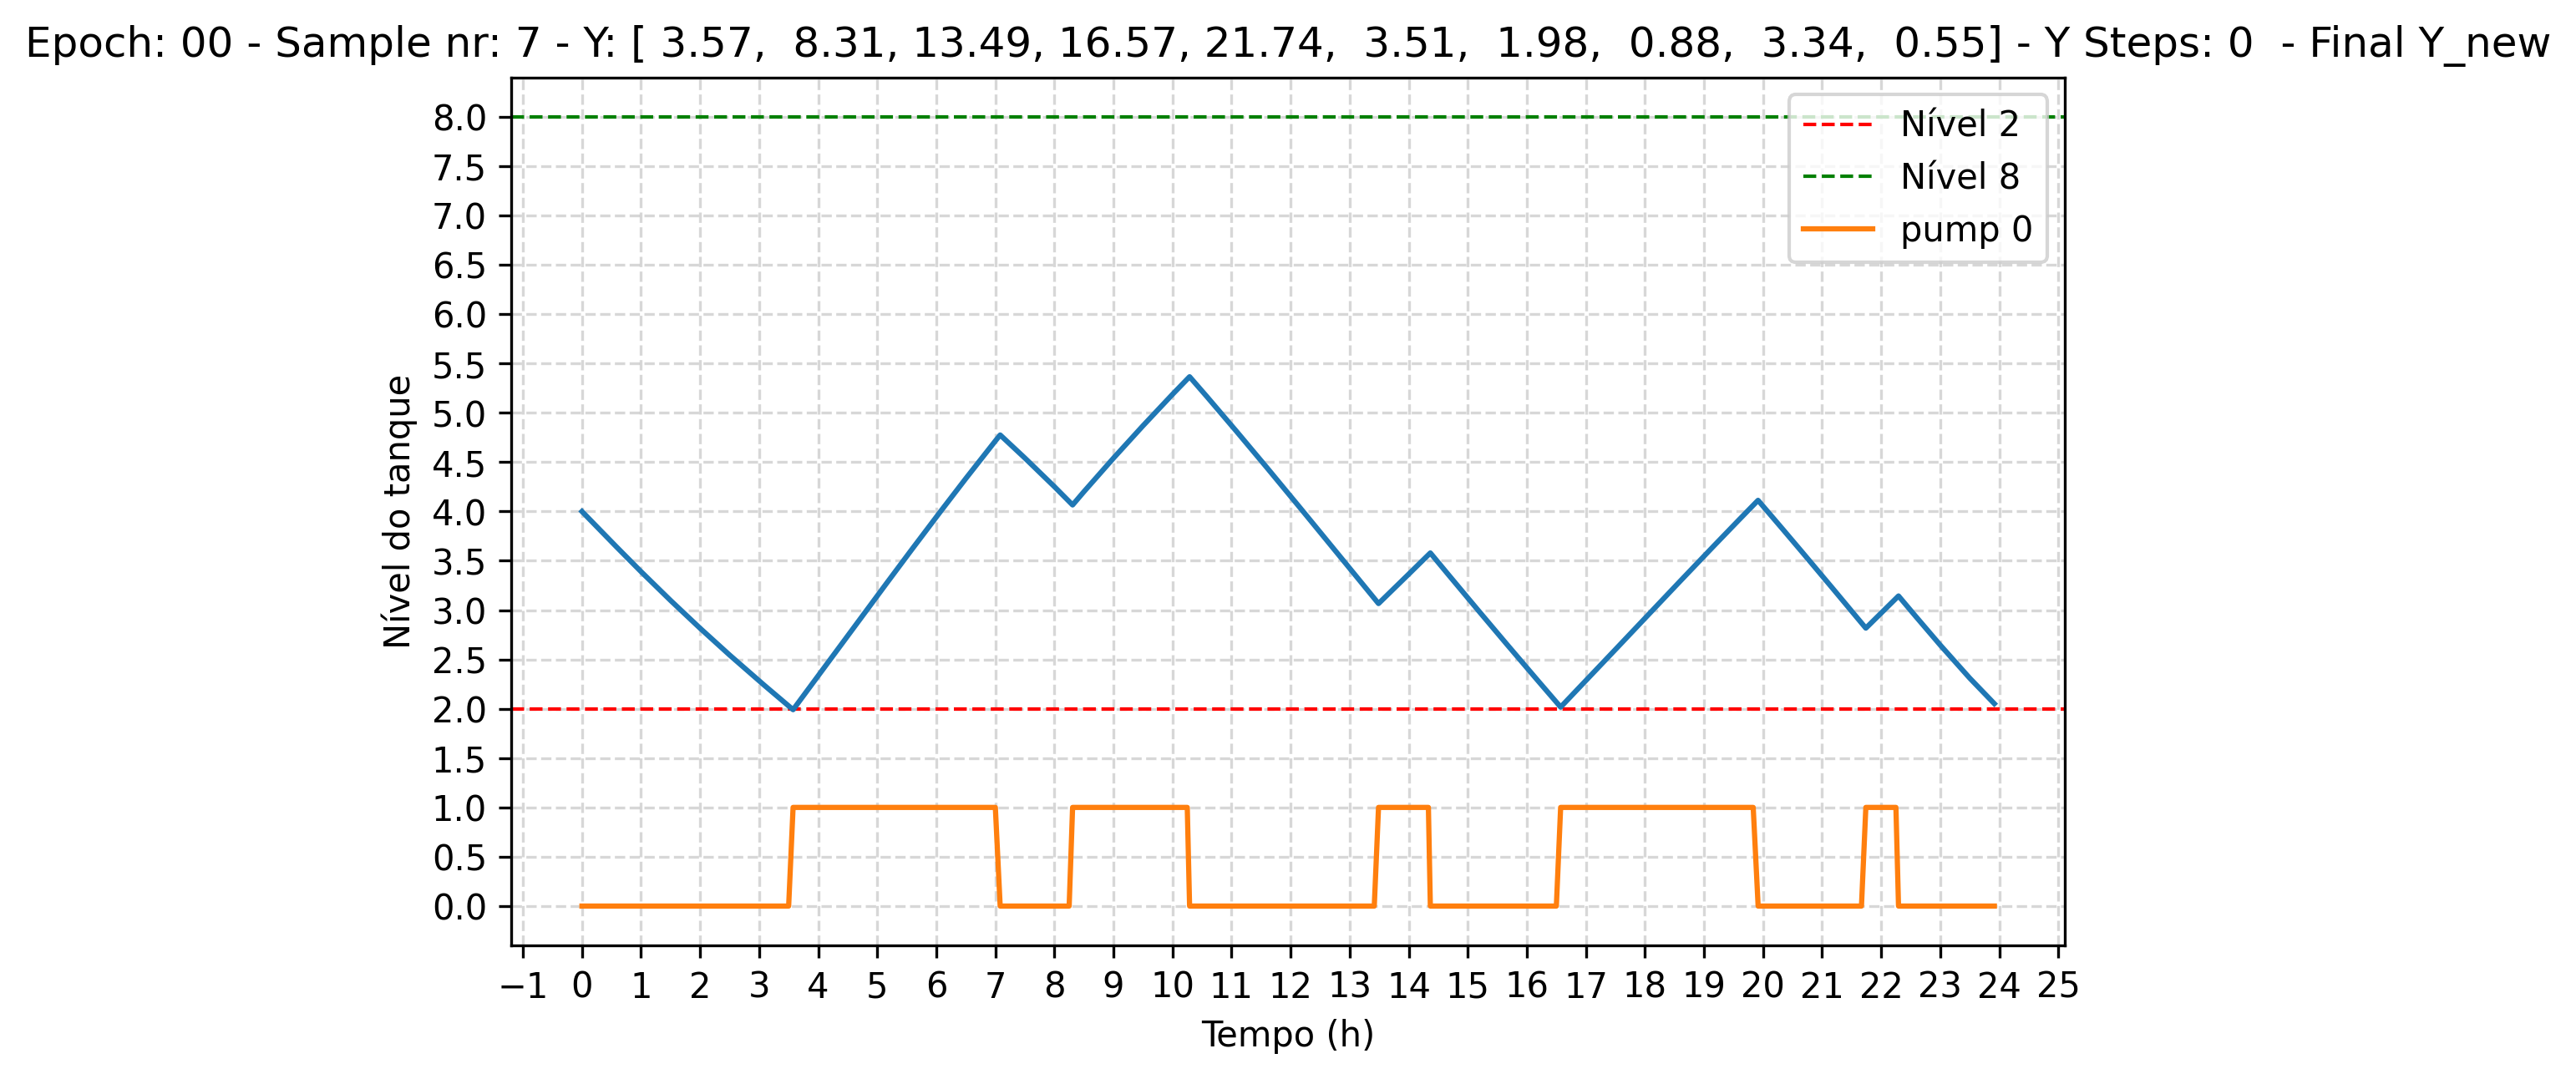 Epoch: 00 - Sample nr: 7 - Y: [ 3.57,  8.31, 13.49, 16.57, 21.74,  3.51,  1.98,  0.88,  3.34,  0.55] - Y Steps: 0  - Final Y_new
8.0
7.5
7.0
6.5
6.0
5.5
5.0
4.5
4.0
3.5
3.0
2.5
2.0
1.5
1.0
0.5
0.0
Nível do tanque
Nível 2
Nível 8
pump 0
−1 0 1 2 3 4 5 6 7 8 9 10 11 12 13 14 15 16 17 18 19 20 21 22 23 24 25
Tempo (h)